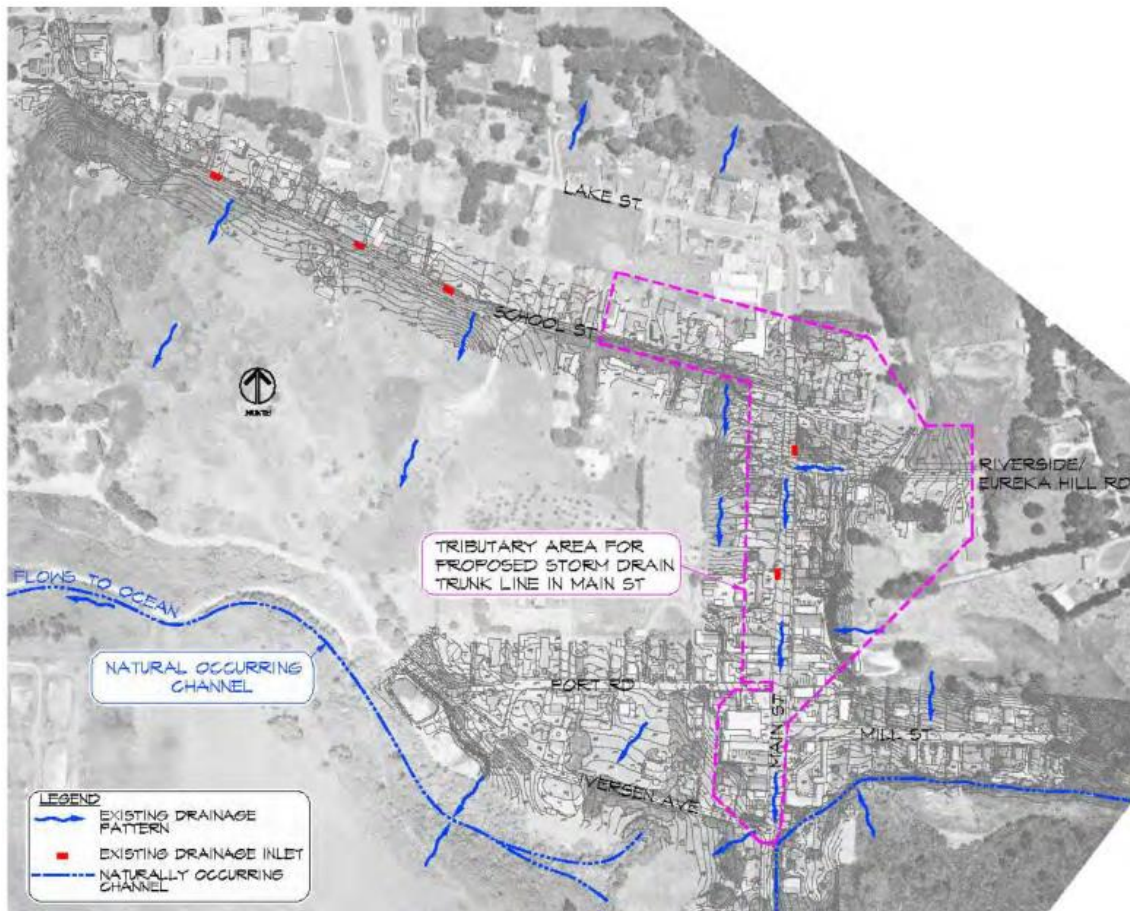 LAKE ST.
SCHOOL ST
NORTH
RIVERSIDE/
EUREKA HILL RD
TRIBUTARY AREA FOR
PROPOSED STORM DRAIN
TRUNK LINE IN MAIN ST
FLOWS TO OCEAN
NATURAL OCCURRING
CHANNEL
PORT RD
MAIN ST
MILL ST
IVERSEN AVE
LEGEND
EXISTING DRAINAGE
PATTERN
EXISTING DRAINAGE INLET
NATURALLY OCCURRING
CHANNEL